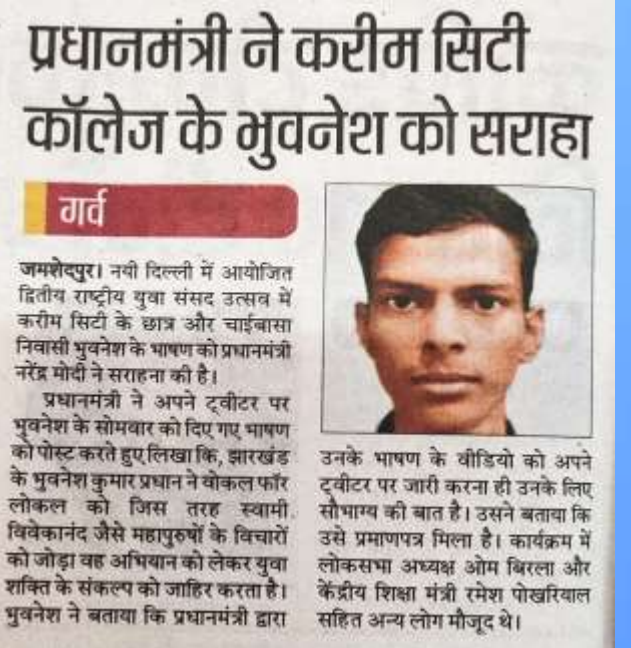 प्रधानमंत्री ने करीम सिटी
कॉलेज के भुवनेश को सराहा
गर्व
जमशेदपुर। नयी दिल्ली में आयोजित
द्वितीय राष्ट्रीय युवा संसद उत्सव में
करीम सिटी के छात्र और चाईबासा
निवासी भुवनेश के भाषण को प्रधानमंत्री
नरेंद्र मोदी ने सराहना की है।
प्रधानमंत्री ने अपने ट्वीटर पर
भुवनेश के सोमवार को दिए गए भाषण
को पोस्ट करते हुए लिखा कि, झारखंड
के भुवनेश कुमार प्रधान ने वोकल फॉर
लोकल को जिस तरह स्वामी
विवेकानंद जैसे महापुरुषों के विचारों
को जोड़ा वह अभियान को लेकर युवा
शक्ति के संकल्प को जाहिर करता है।
भुवनेश ने बताया कि प्रधानमंत्री द्वारा
उनके भाषण के वीडियो को अपने
ट्वीटर पर जारी करना ही उनके लिए
सौभाग्य की बात है। उसने बताया कि
उसे प्रमाणपत्र मिला है। कार्यक्रम में
लोकसभा अध्यक्ष ओम बिरला और
केंद्रीय शिक्षा मंत्री रमेश पोखरियाल
सहित अन्य लोग मौजूद थे।